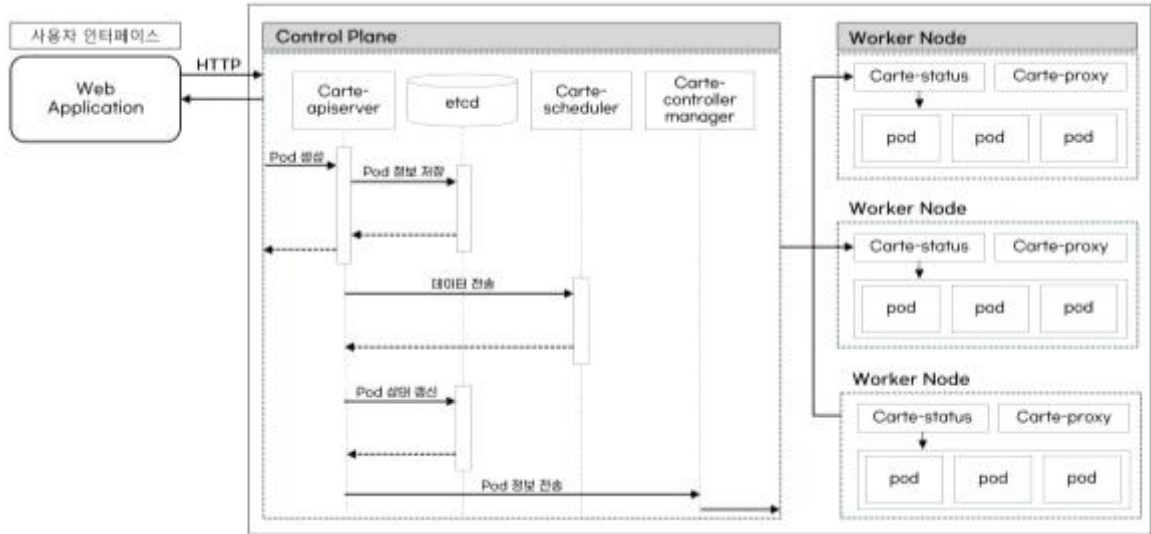 사용자 인터페이스
Web
Application
HTTP
Control Plane
Carte-
apiserver
etcd
Carte-
scheduler
Carte-
controller
manager
Pod 생성
Pod 정보 저장
데이터 전송
Pod 상태 갱신
Pod 정보 전송
Worker Node
Carte-status
Carte-proxy
pod
pod
pod
Worker Node
Carte-status
Carte-proxy
pod
pod
pod
Worker Node
Carte-status
Carte-proxy
pod
pod
pod